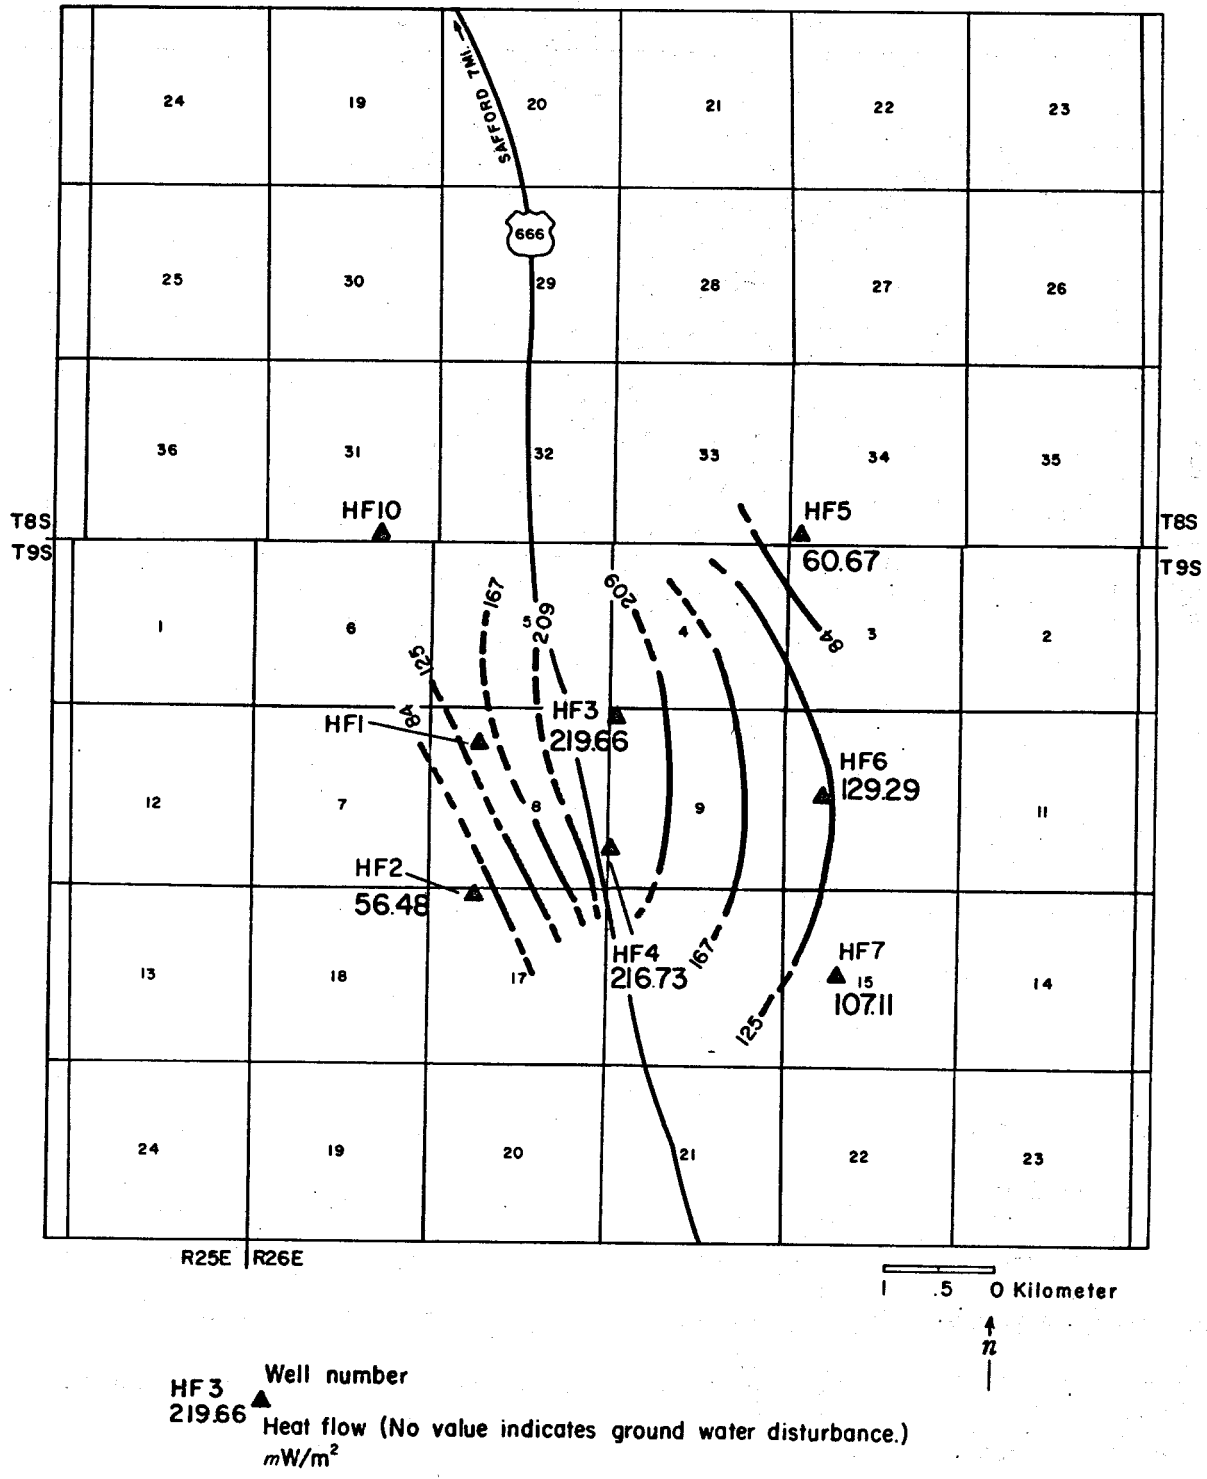 SAFFORD 7MI.
24 19 20 21 22 23
666
25 30 29 28 27 26
36 31 32 33 34 35
HF10 HF5
T8S T8S
T9S 60.67 T9S
167 209 209
1 6 5 4 3 2
125 84
84 HF3
HF1 219.66
HF6
129.29
12 7 8 9 11
HF2
56.48
HF4 167 HF7
13 18 17 216.73 15 14
107.11
125
24 19 20 21 22 23
R25E R26E
1 .5 0 Kilometer
n
Well number
HF3
219.66
Heat flow (No value indicates ground water disturbance.)
mW/m²